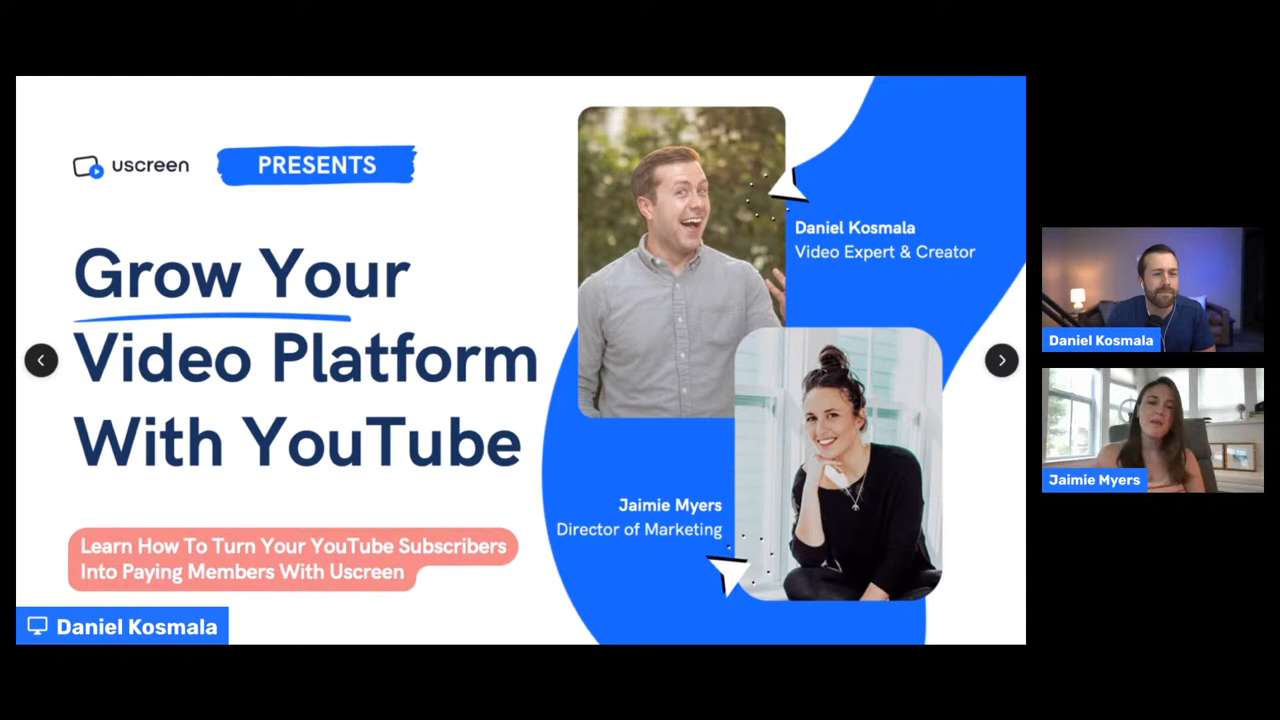 uscreen
PRESENTS
Grow Your
Video Platform
With YouTube
Learn How To Turn Your YouTube Subscribers
Into Paying Members With Uscreen
Daniel Kosmala
Video Expert & Creator
Jaimie Myers
Director of Marketing
Daniel Kosmala
Daniel Kosmala
Jaimie Myers